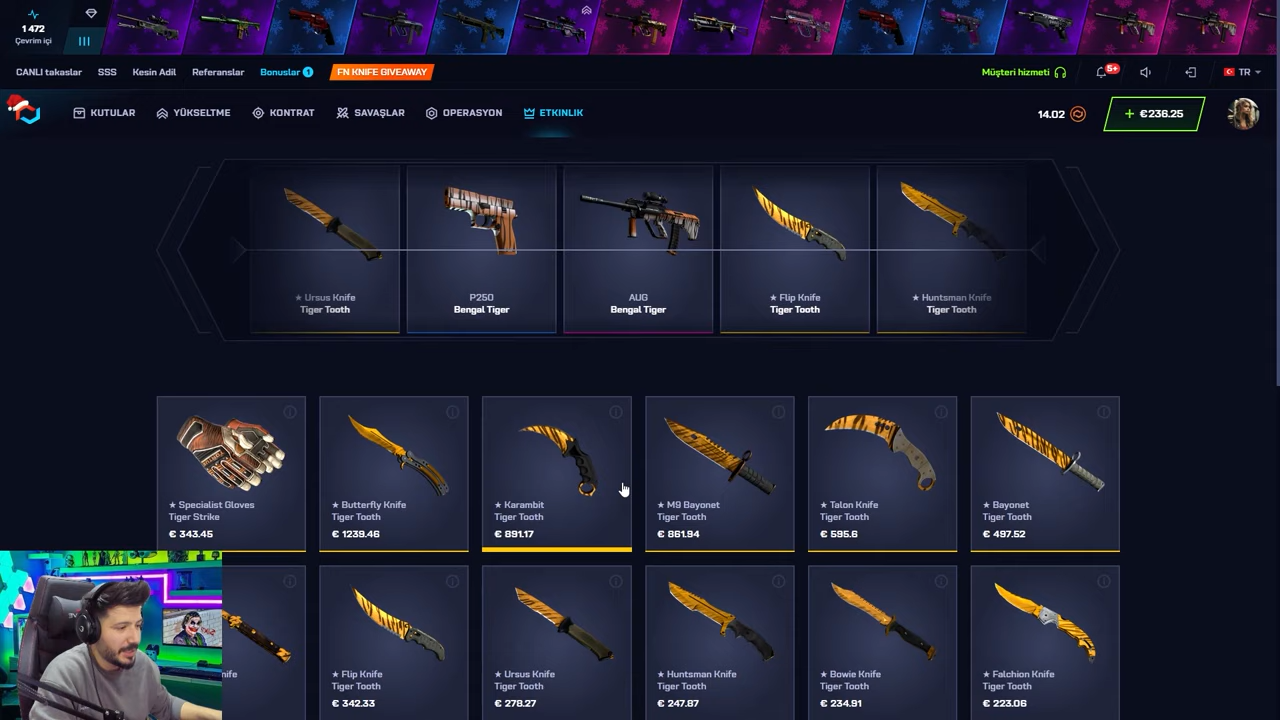 1 472
Çevrim içi
CANLI takaslar
SSS
Kesin Adil
Referanslar
Bonuslar 1
FN KNIFE GIVEAWAY
Müşteri hizmeti
5+
TR
KUTULAR
YÜKSELTME
KONTRAT
SAVAŞLAR
OPERASYON
ETKINLIK
14.02
+ €236.25
★ Ursus Knife
Tiger Tooth
P250
Bengal Tiger
AUG
Bengal Tiger
★ Flip Knife
Tiger Tooth
★ Huntsman Knife
Tiger Tooth
★ Specialist Gloves
Tiger Strike
€ 343.45
★ Butterfly Knife
Tiger Tooth
€ 1239.46
★ Karambit
Tiger Tooth
€ 891.17
★ M9 Bayonet
Tiger Tooth
€ 861.94
★ Talon Knife
Tiger Tooth
€ 595.6
★ Bayonet
Tiger Tooth
€ 497.52
★ Flip Knife
Tiger Tooth
€ 342.33
★ Ursus Knife
Tiger Tooth
€ 278.27
★ Huntsman Knife
Tiger Tooth
€ 247.87
★ Bowie Knife
Tiger Tooth
€ 234.91
★ Falchion Knife
Tiger Tooth
€ 223.06